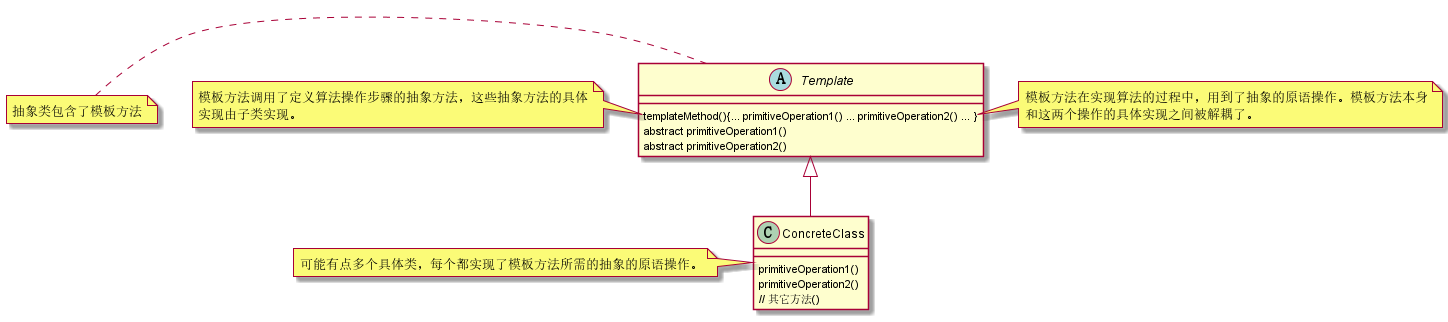 抽象类包含了模板方法
模板方法调用了定义算法操作步骤的抽象方法，这些抽象方法的具体
实现由子类实现。
A Template
templateMethod(){... primitiveOperation1() ... primitiveOperation2() ... }
abstract primitiveOperation1()
abstract primitiveOperation2()
模板方法在实现算法的过程中，用到了抽象的原语操作。模板方法本身
和这两个操作的具体实现之间被解耦了。
可能有点多个具体类，每个都实现了模板方法所需的抽象的原语操作。
C ConcreteClass
primitiveOperation1()
primitiveOperation2()
// 其它方法()